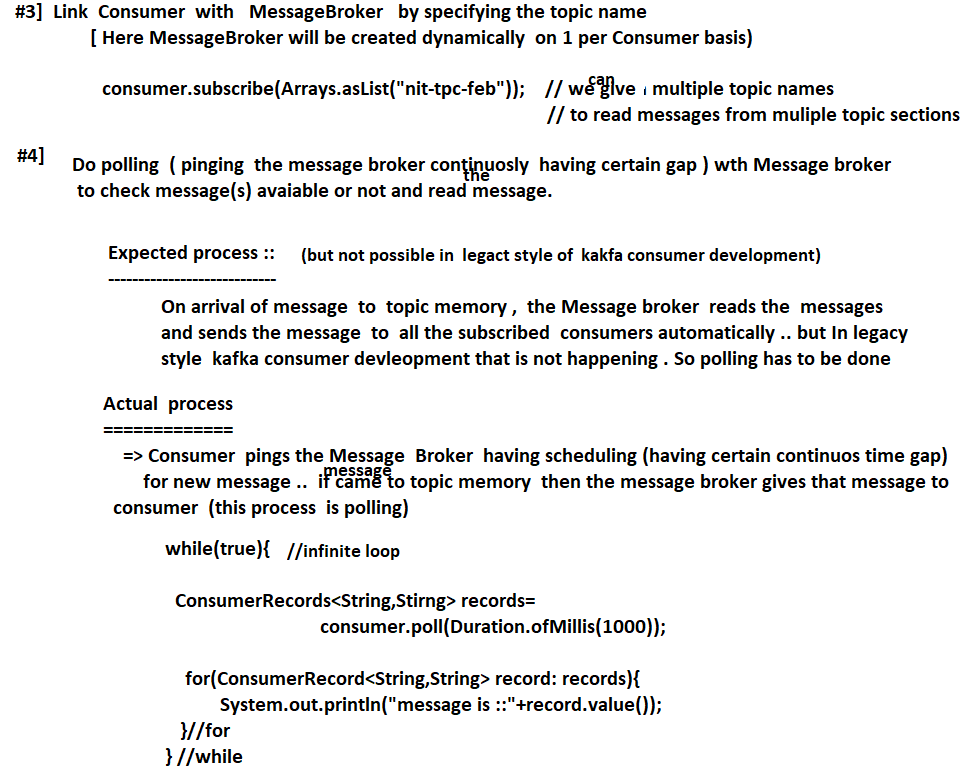 #3] Link Consumer with MessageBroker by specifying the topic name
[ Here MessageBroker will be created dynamically on 1 per Consumer basis)
consumer.subscribe(Arrays.asList("nit-tpc-feb")); // we can give multiple topic names
// to read messages from muliple topic sections
#4] Do polling ( pinging the message broker continuosly having certain gap ) wth Message broker
to check message(s) avaiable or not and read the message.
Expected process :: (but not possible in legact style of kakfa consumer development)
----------------------------
On arrival of message to topic memory , the Message broker reads the messages
and sends the message to all the subscribed consumers automatically .. but In legacy
style kafka consumer devleopment that is not happening . So polling has to be done
Actual process
=============
=> Consumer pings the Message Broker having scheduling (having certain continuos time gap)
for new message .. if message came to topic memory then the message broker gives that message to
consumer (this process is polling)
while(true){ //infinite loop
ConsumerRecords<String,Stirng> records=
consumer.poll(Duration.ofMillis(1000));
for(ConsumerRecord<String,String> record: records){
System.out.println("message is ::"+record.value());
}//for
} //while